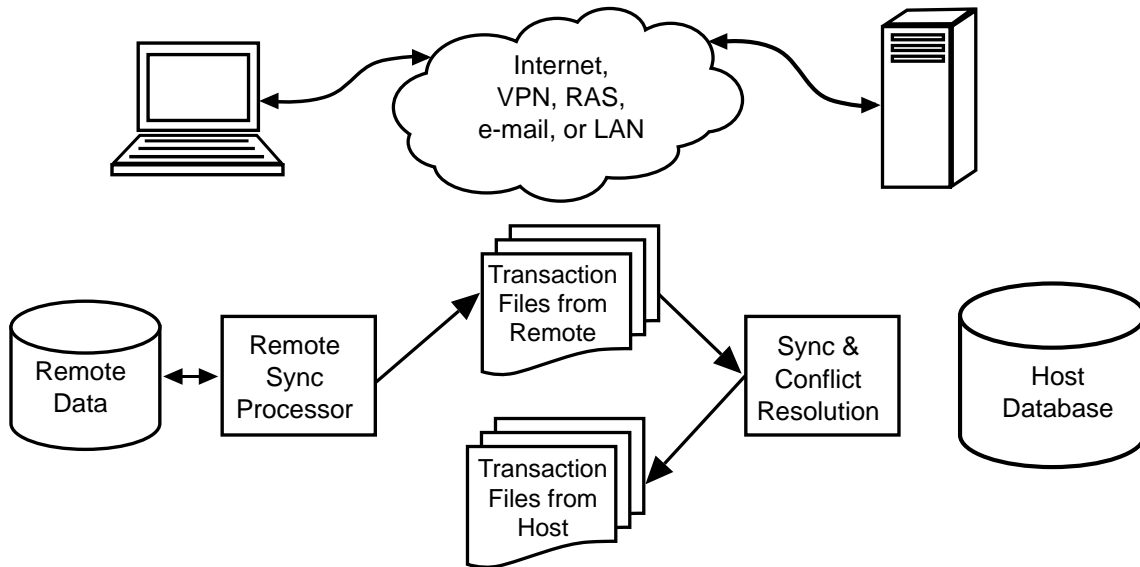 Internet,
VPN, RAS,
e-mail, or LAN
Transaction
Files from
Remote
Remote
Data
Remote
Sync
Processor
Sync &
Conflict
Resolution
Host
Database
Transaction
Files from
Host